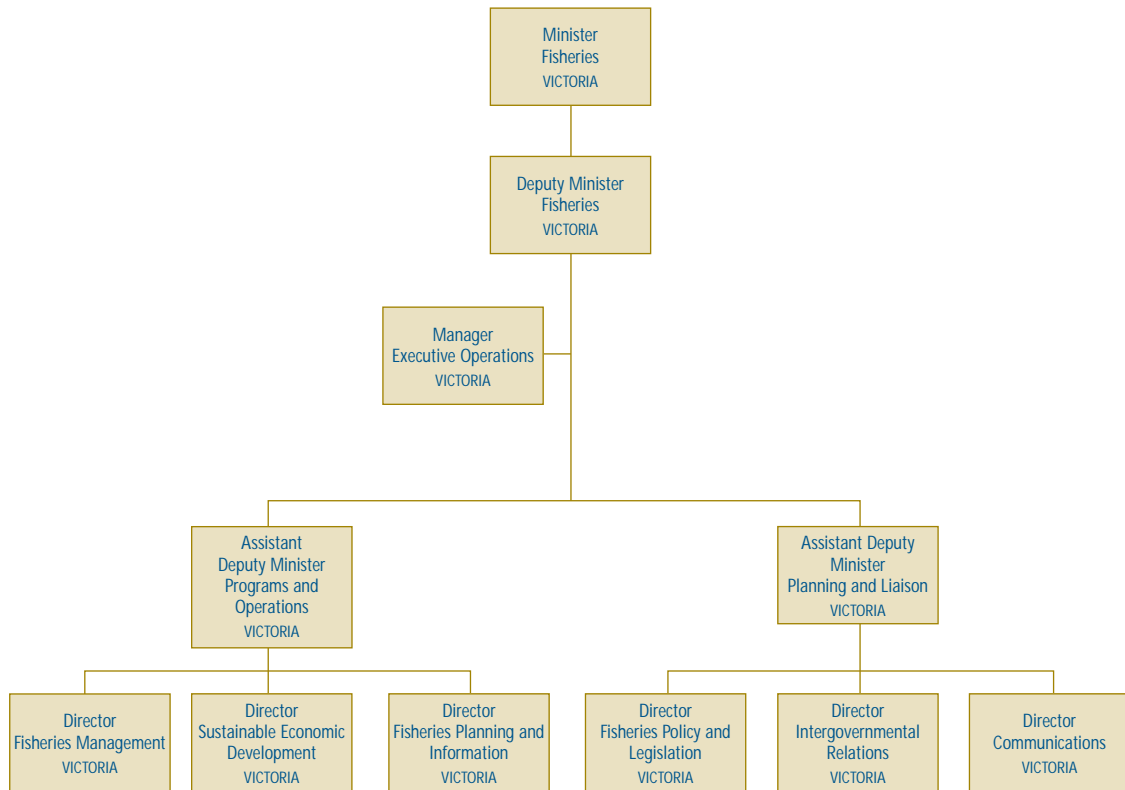 Minister
Fisheries
VICTORIA
Deputy Minister
Fisheries
VICTORIA
Manager
Executive Operations
VICTORIA
Assistant
Deputy Minister
Programs and
Operations
VICTORIA
Assistant Deputy
Minister
Planning and Liaison
VICTORIA
Director
Fisheries Management
VICTORIA
Director
Sustainable Economic
Development
VICTORIA
Director
Fisheries Planning and
Information
VICTORIA
Director
Fisheries Policy and
Legislation
VICTORIA
Director
Intergovernmental
Relations
VICTORIA
Director
Communications
VICTORIA